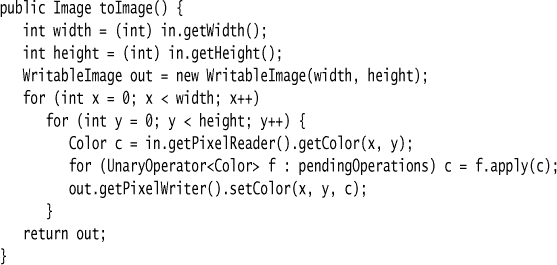 public Image toImage() {
   int width = (int) in.getWidth();
   int height = (int) in.getHeight();
   WritableImage out = new WritableImage(width, height);
   for (int x = 0; x < width; x++)
      for (int y = 0; y < height; y++) {
         Color c = in.getPixelReader().getColor(x, y);
         for (UnaryOperator<Color> f : pendingOperations) c = f.apply(c);
         out.getPixelWriter().setColor(x, y, c);
      }
   return out;
}